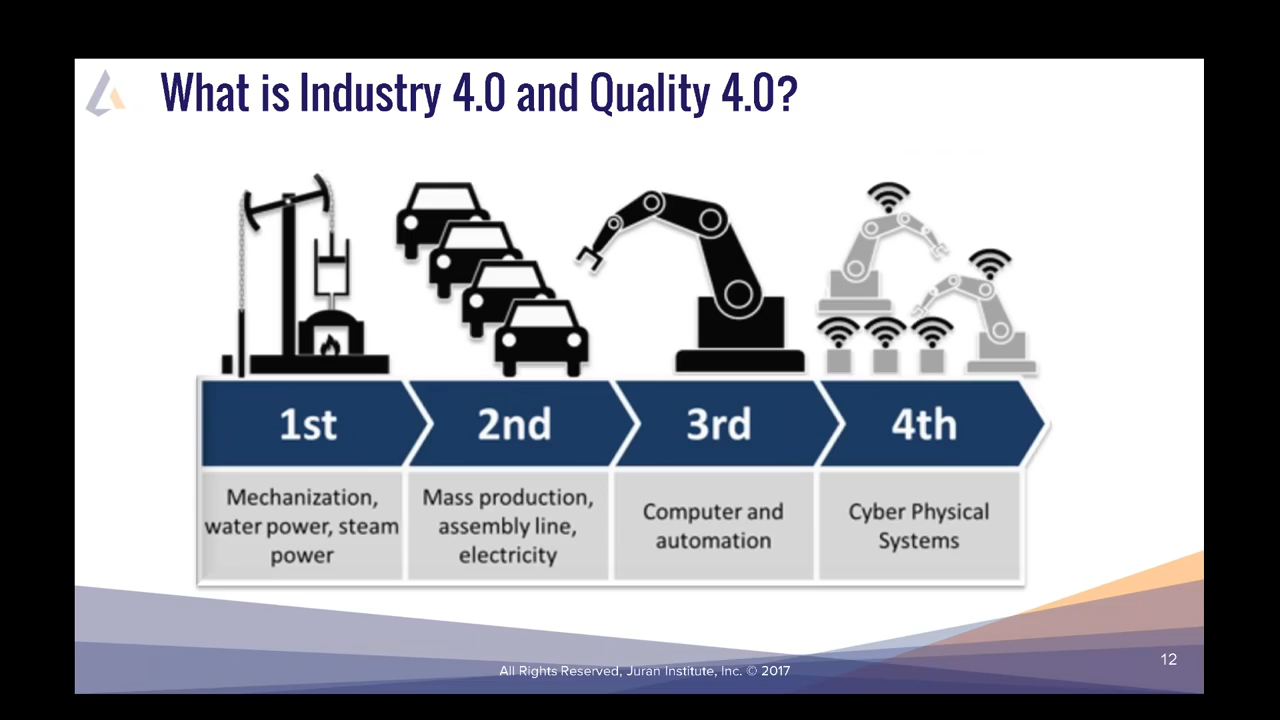 What is Industry 4.0 and Quality 4.0?
1st
2nd
3rd
4th
Mechanization,
water power, steam
power
Mass production,
assembly line,
electricity
Computer and
automation
Cyber Physical
Systems
All Rights Reserved, Juran Institute, Inc. © 2017
12